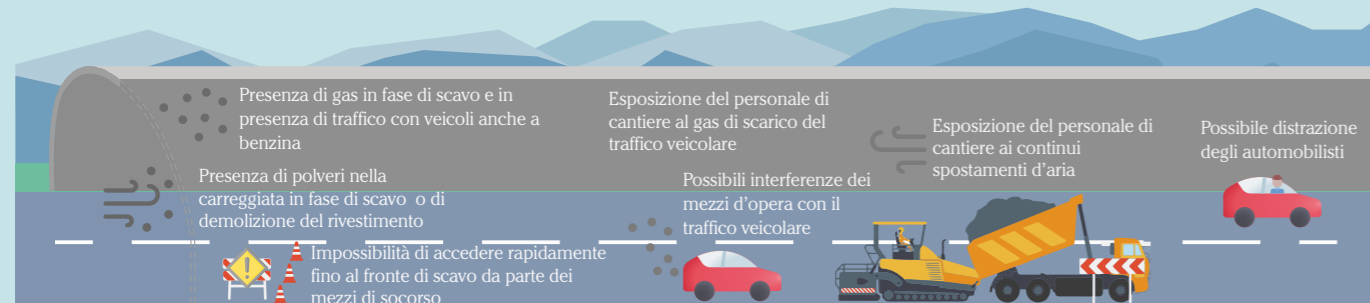 Presenza di gas in fase di scavo e in
presenza di traffico con veicoli anche a
benzina
Presenza di polveri nella
carreggiata in fase di scavo o di
demolizione del rivestimento
Impossibilità di accedere rapidamente
fino al fronte di scavo da parte dei
mezzi di socorso
Esposizione del personale di
cantiere al gas di scarico del
traffico veicolare
Possibili interferenze dei
mezzi d'opera con il
traffico veicolare
Esposizione del personale di
cantiere ai continui
spostamenti d'aria
Possibile distrazione
degli automobilisti